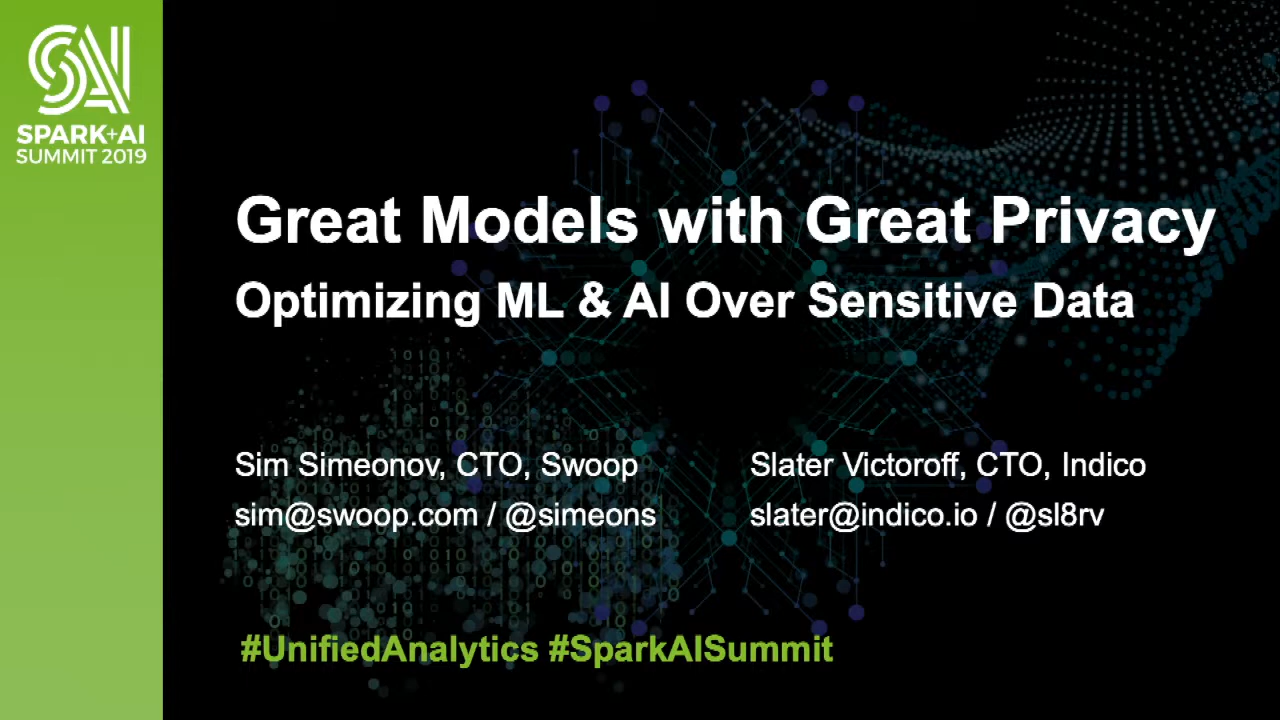 SPARK+AI
SUMMIT 2019
Great Models with Great Privacy
Optimizing ML & AI Over Sensitive Data
Sim Simeonov, CTO, Swoop
sim@swoop.com / @simeons
Slater Victoroff, CTO, Indico
slater@indico.io / @sl8rv
#UnifiedAnalytics #SparkAISummit